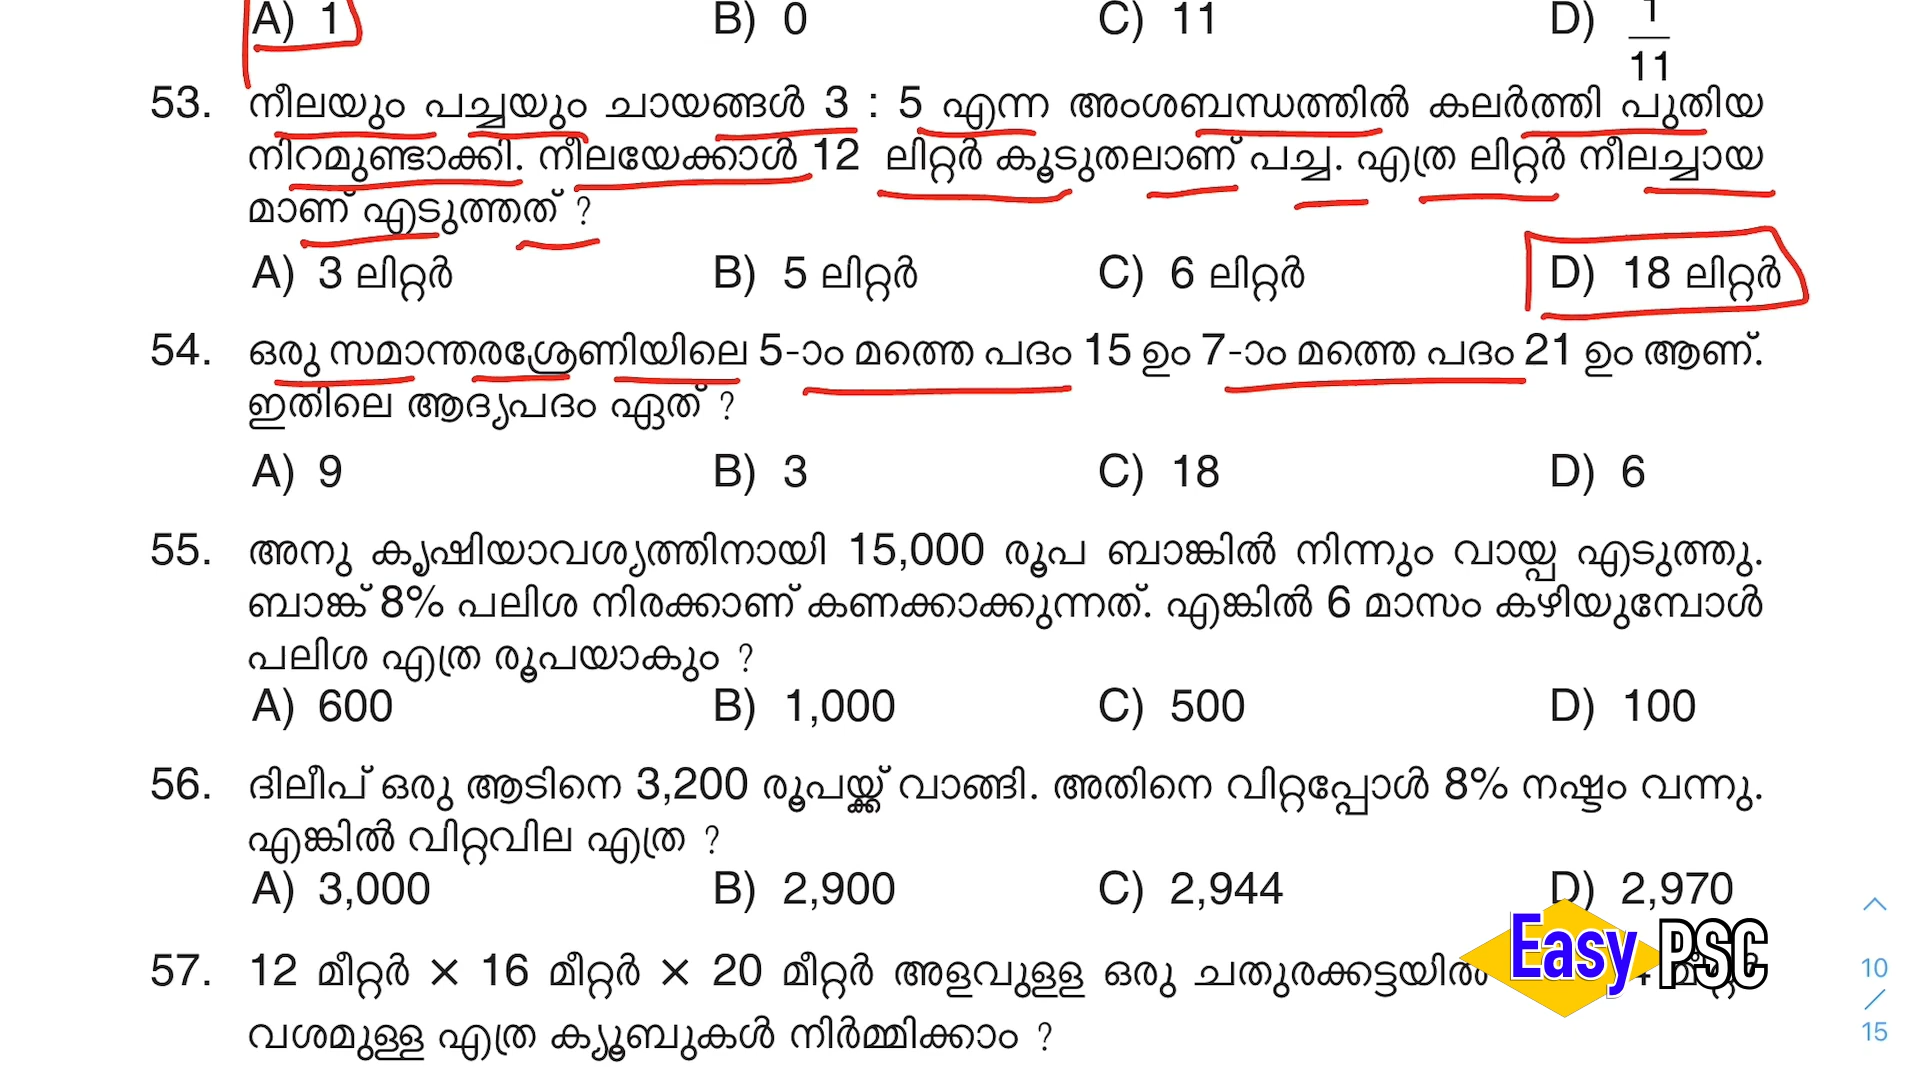 A) 1 B) 0 C) 11 D) 1/11
53. നീലയും പച്ചയും ചായങ്ങൾ 3 : 5 എന്ന അംശബന്ധത്തിൽ കലർത്തി പുതിയ
നിറമുണ്ടാക്കി. നീലയേക്കാൾ 12 ലിറ്റർ കൂടുതലാണ് പച്ച. എത്ര ലിറ്റർ നീലച്ചായ
മാണ് എടുത്തത് ?
A) 3 ലിറ്റർ B) 5 ലിറ്റർ C) 6 ലിറ്റർ D) 18 ലിറ്റർ
54. ഒരു സമാന്തരശ്രേണിയിലെ 5-ാം മത്തെ പദം 15 ഉം 7-ാം മത്തെ പദം 21 ഉം ആണ്.
ഇതിലെ ആദ്യപദം ഏത് ?
A) 9 B) 3 C) 18 D) 6
55. അനു കൃഷിയാവശ്യത്തിനായി 15,000 രൂപ ബാങ്കിൽ നിന്നും വായ്പ എടുത്തു.
ബാങ്ക് 8% പലിശ നിരക്കാണ് കണക്കാക്കുന്നത്. എങ്കിൽ 6 മാസം കഴിയുമ്പോൾ
പലിശ എത്ര രൂപയാകും ?
A) 600 B) 1,000 C) 500 D) 100
56. ദിലീപ് ഒരു ആടിനെ 3,200 രൂപയ്ക്ക് വാങ്ങി. അതിനെ വിറ്റപ്പോൾ 8% നഷ്ടം വന്നു.
എങ്കിൽ വിറ്റവില എത്ര ?
A) 3,000 B) 2,900 C) 2,944 D) 2,970
57. 12 മീറ്റർ × 16 മീറ്റർ × 20 മീറ്റർ അളവുള്ള ഒരു ചതുരക്കട്ടയിൽ
വശമുള്ള എത്ര ക്യൂബുകൾ നിർമ്മിക്കാം ?
Easy PSC
10
/
15